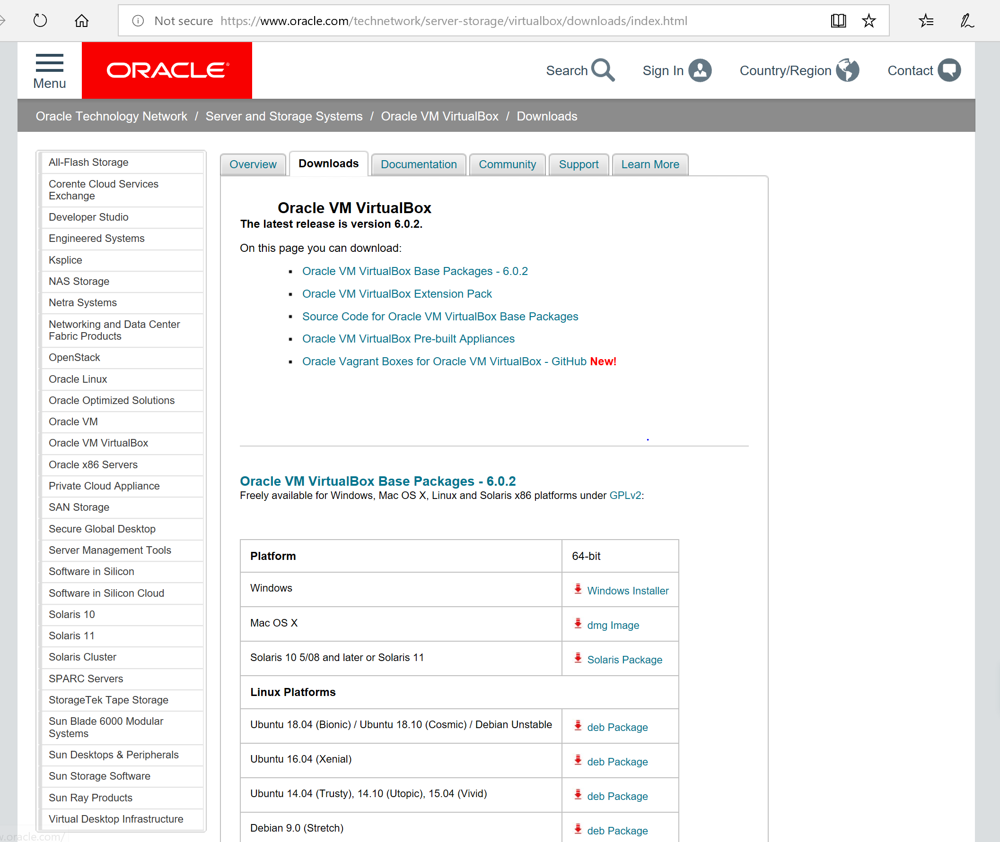 Not secure https://www.oracle.com/technetwork/server-storage/virtualbox/downloads/index.html
Menu
ORACLE®
Search
Sign In
Country/Region
Contact
Oracle Technology Network / Server and Storage Systems / Oracle VM VirtualBox / Downloads
All-Flash Storage
Corente Cloud Services
Exchange
Developer Studio
Engineered Systems
Ksplice
NAS Storage
Netra Systems
Networking and Data Center
Fabric Products
OpenStack
Oracle Linux
Oracle Optimized Solutions
Oracle VM
Oracle VM VirtualBox
Oracle x86 Servers
Private Cloud Appliance
SAN Storage
Secure Global Desktop
Server Management Tools
Software in Silicon
Software in Silicon Cloud
Solaris 10
Solaris 11
Solaris Cluster
SPARC Servers
StorageTek Tape Storage
Sun Blade 6000 Modular
Systems
Sun Desktops & Peripherals
Sun Storage Software
Sun Ray Products
Virtual Desktop Infrastructure
Overview
Downloads
Documentation
Community
Support
Learn More
Oracle VM VirtualBox
The latest release is version 6.0.2.
On this page you can download:
Oracle VM VirtualBox Base Packages - 6.0.2
Oracle VM VirtualBox Extension Pack
Source Code for Oracle VM VirtualBox Base Packages
Oracle VM VirtualBox Pre-built Appliances
Oracle Vagrant Boxes for Oracle VM VirtualBox - GitHub New!
Oracle VM VirtualBox Base Packages - 6.0.2
Freely available for Windows, Mac OS X, Linux and Solaris x86 platforms under GPLv2:
Platform 64-bit
Windows Windows Installer
Mac OS X dmg Image
Solaris 10 5/08 and later or Solaris 11 Solaris Package
Linux Platforms
Ubuntu 18.04 (Bionic) / Ubuntu 18.10 (Cosmic) / Debian Unstable deb Package
Ubuntu 16.04 (Xenial) deb Package
Ubuntu 14.04 (Trusty), 14.10 (Utopic), 15.04 (Vivid) deb Package
Debian 9.0 (Stretch) deb Package
.oracle.com/